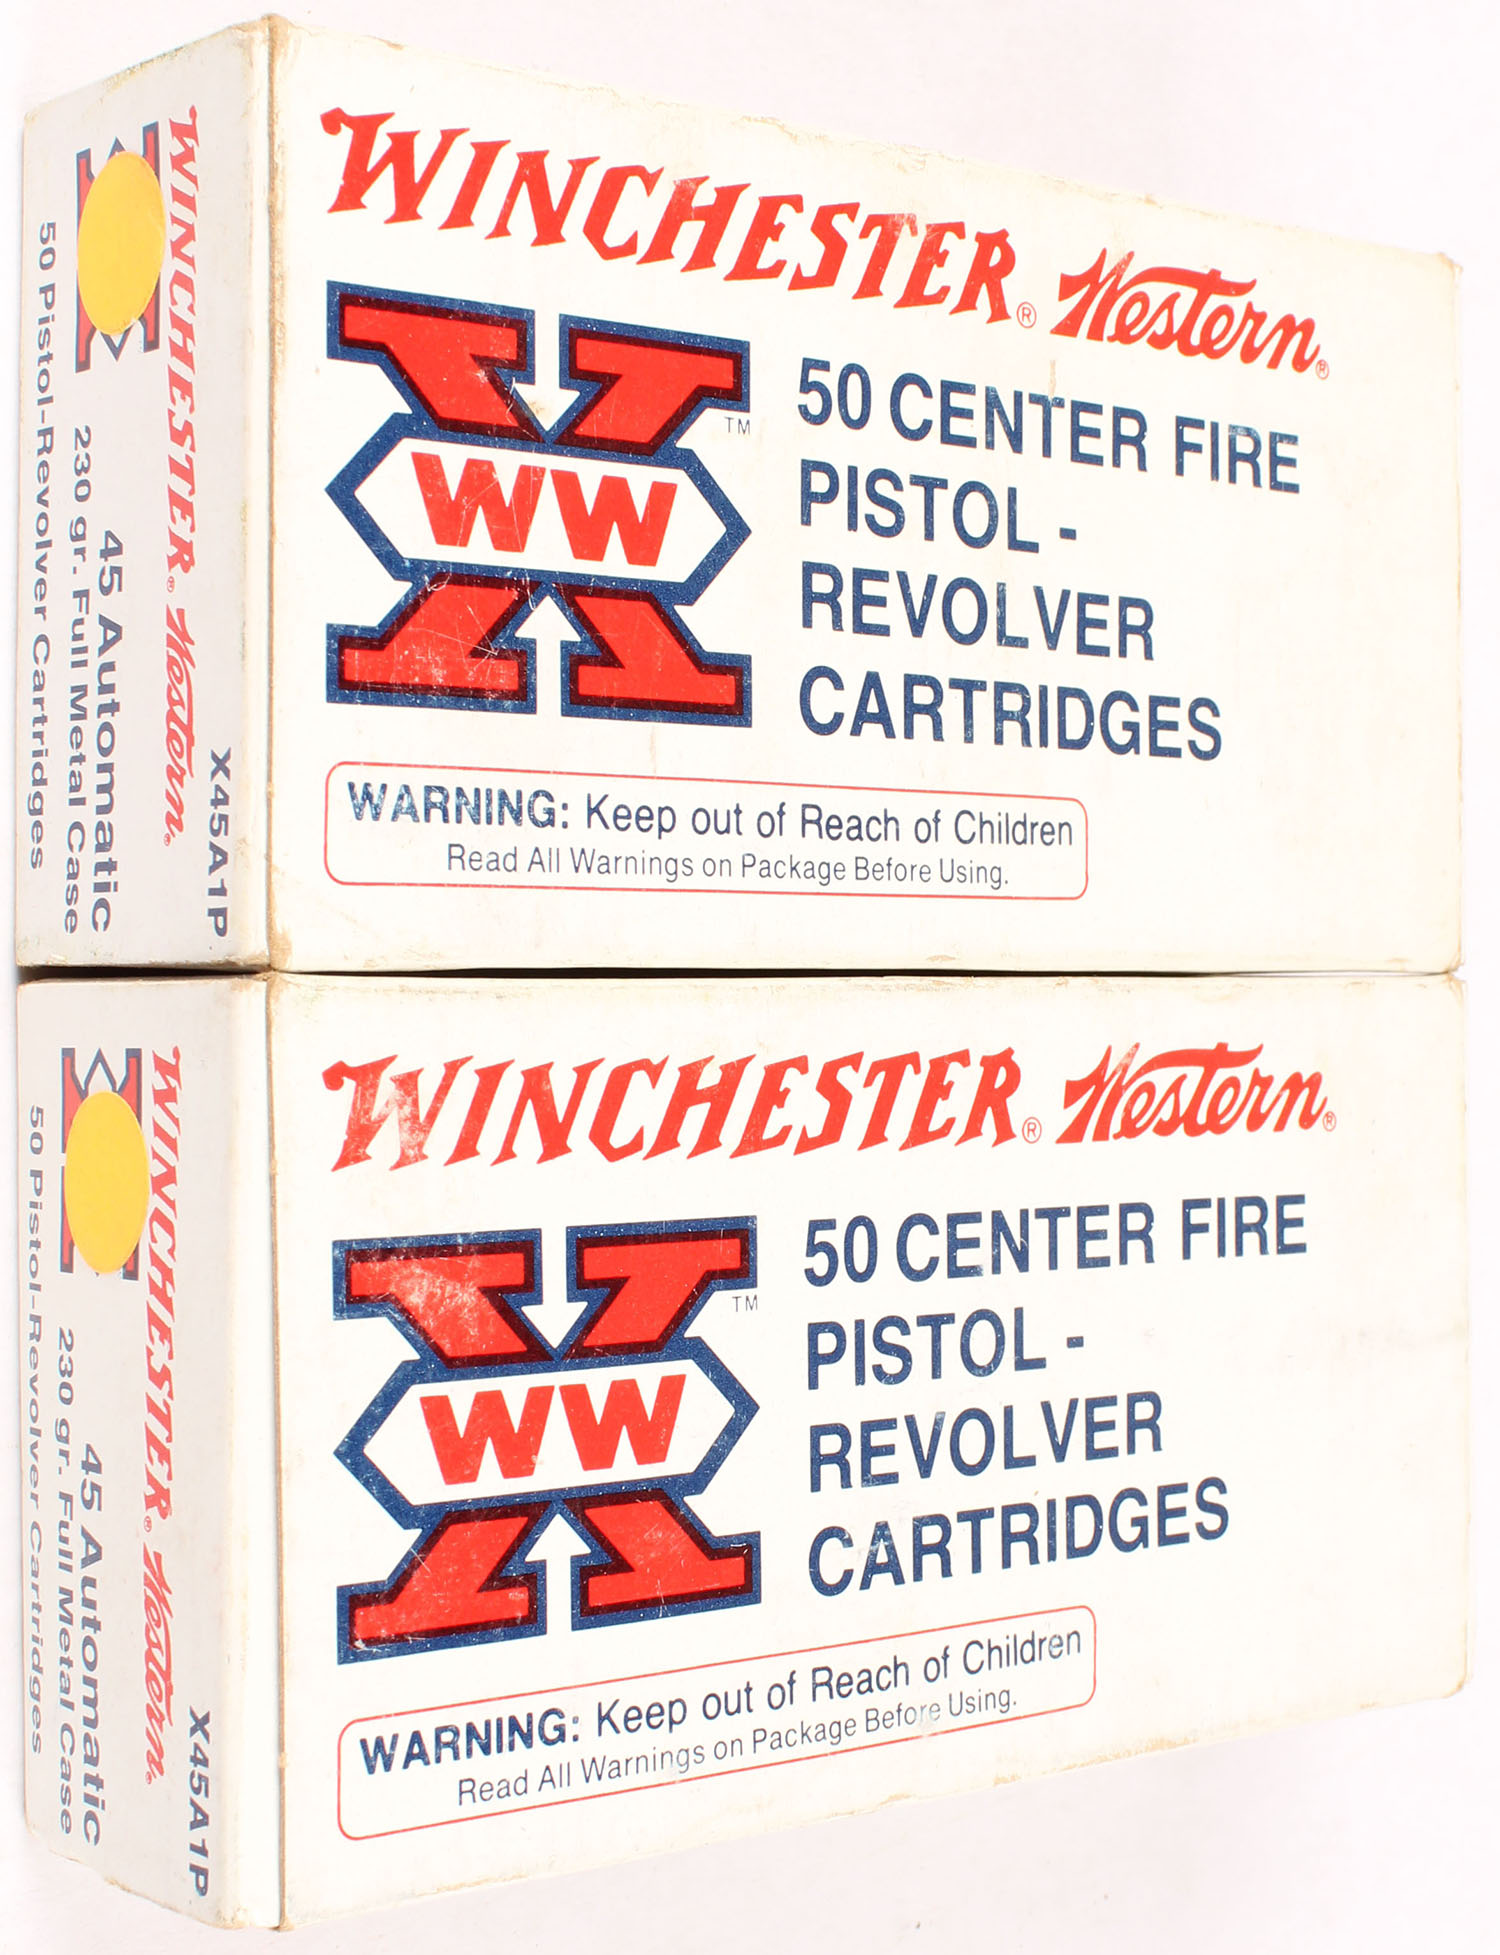 WINCHESTER® Western®
WW
TM
50 CENTER FIRE
PISTOL -
REVOLVER
CARTRIDGES
WARNING: Keep out of Reach of Children
Read All Warnings on Package Before Using.
X45A1P
WINCHESTER® Western®
45 Automatic
230 gr. Full Metal Case
50 Pistol-Revolver Cartridges
WINCHESTER® Western®
WW
TM
50 CENTER FIRE
PISTOL -
REVOLVER
CARTRIDGES
WARNING: Keep out of Reach of Children
Read All Warnings on Package Before Using.
X45A1P
WINCHESTER® Western®
45 Automatic
230 gr. Full Metal Case
50 Pistol-Revolver Cartridges